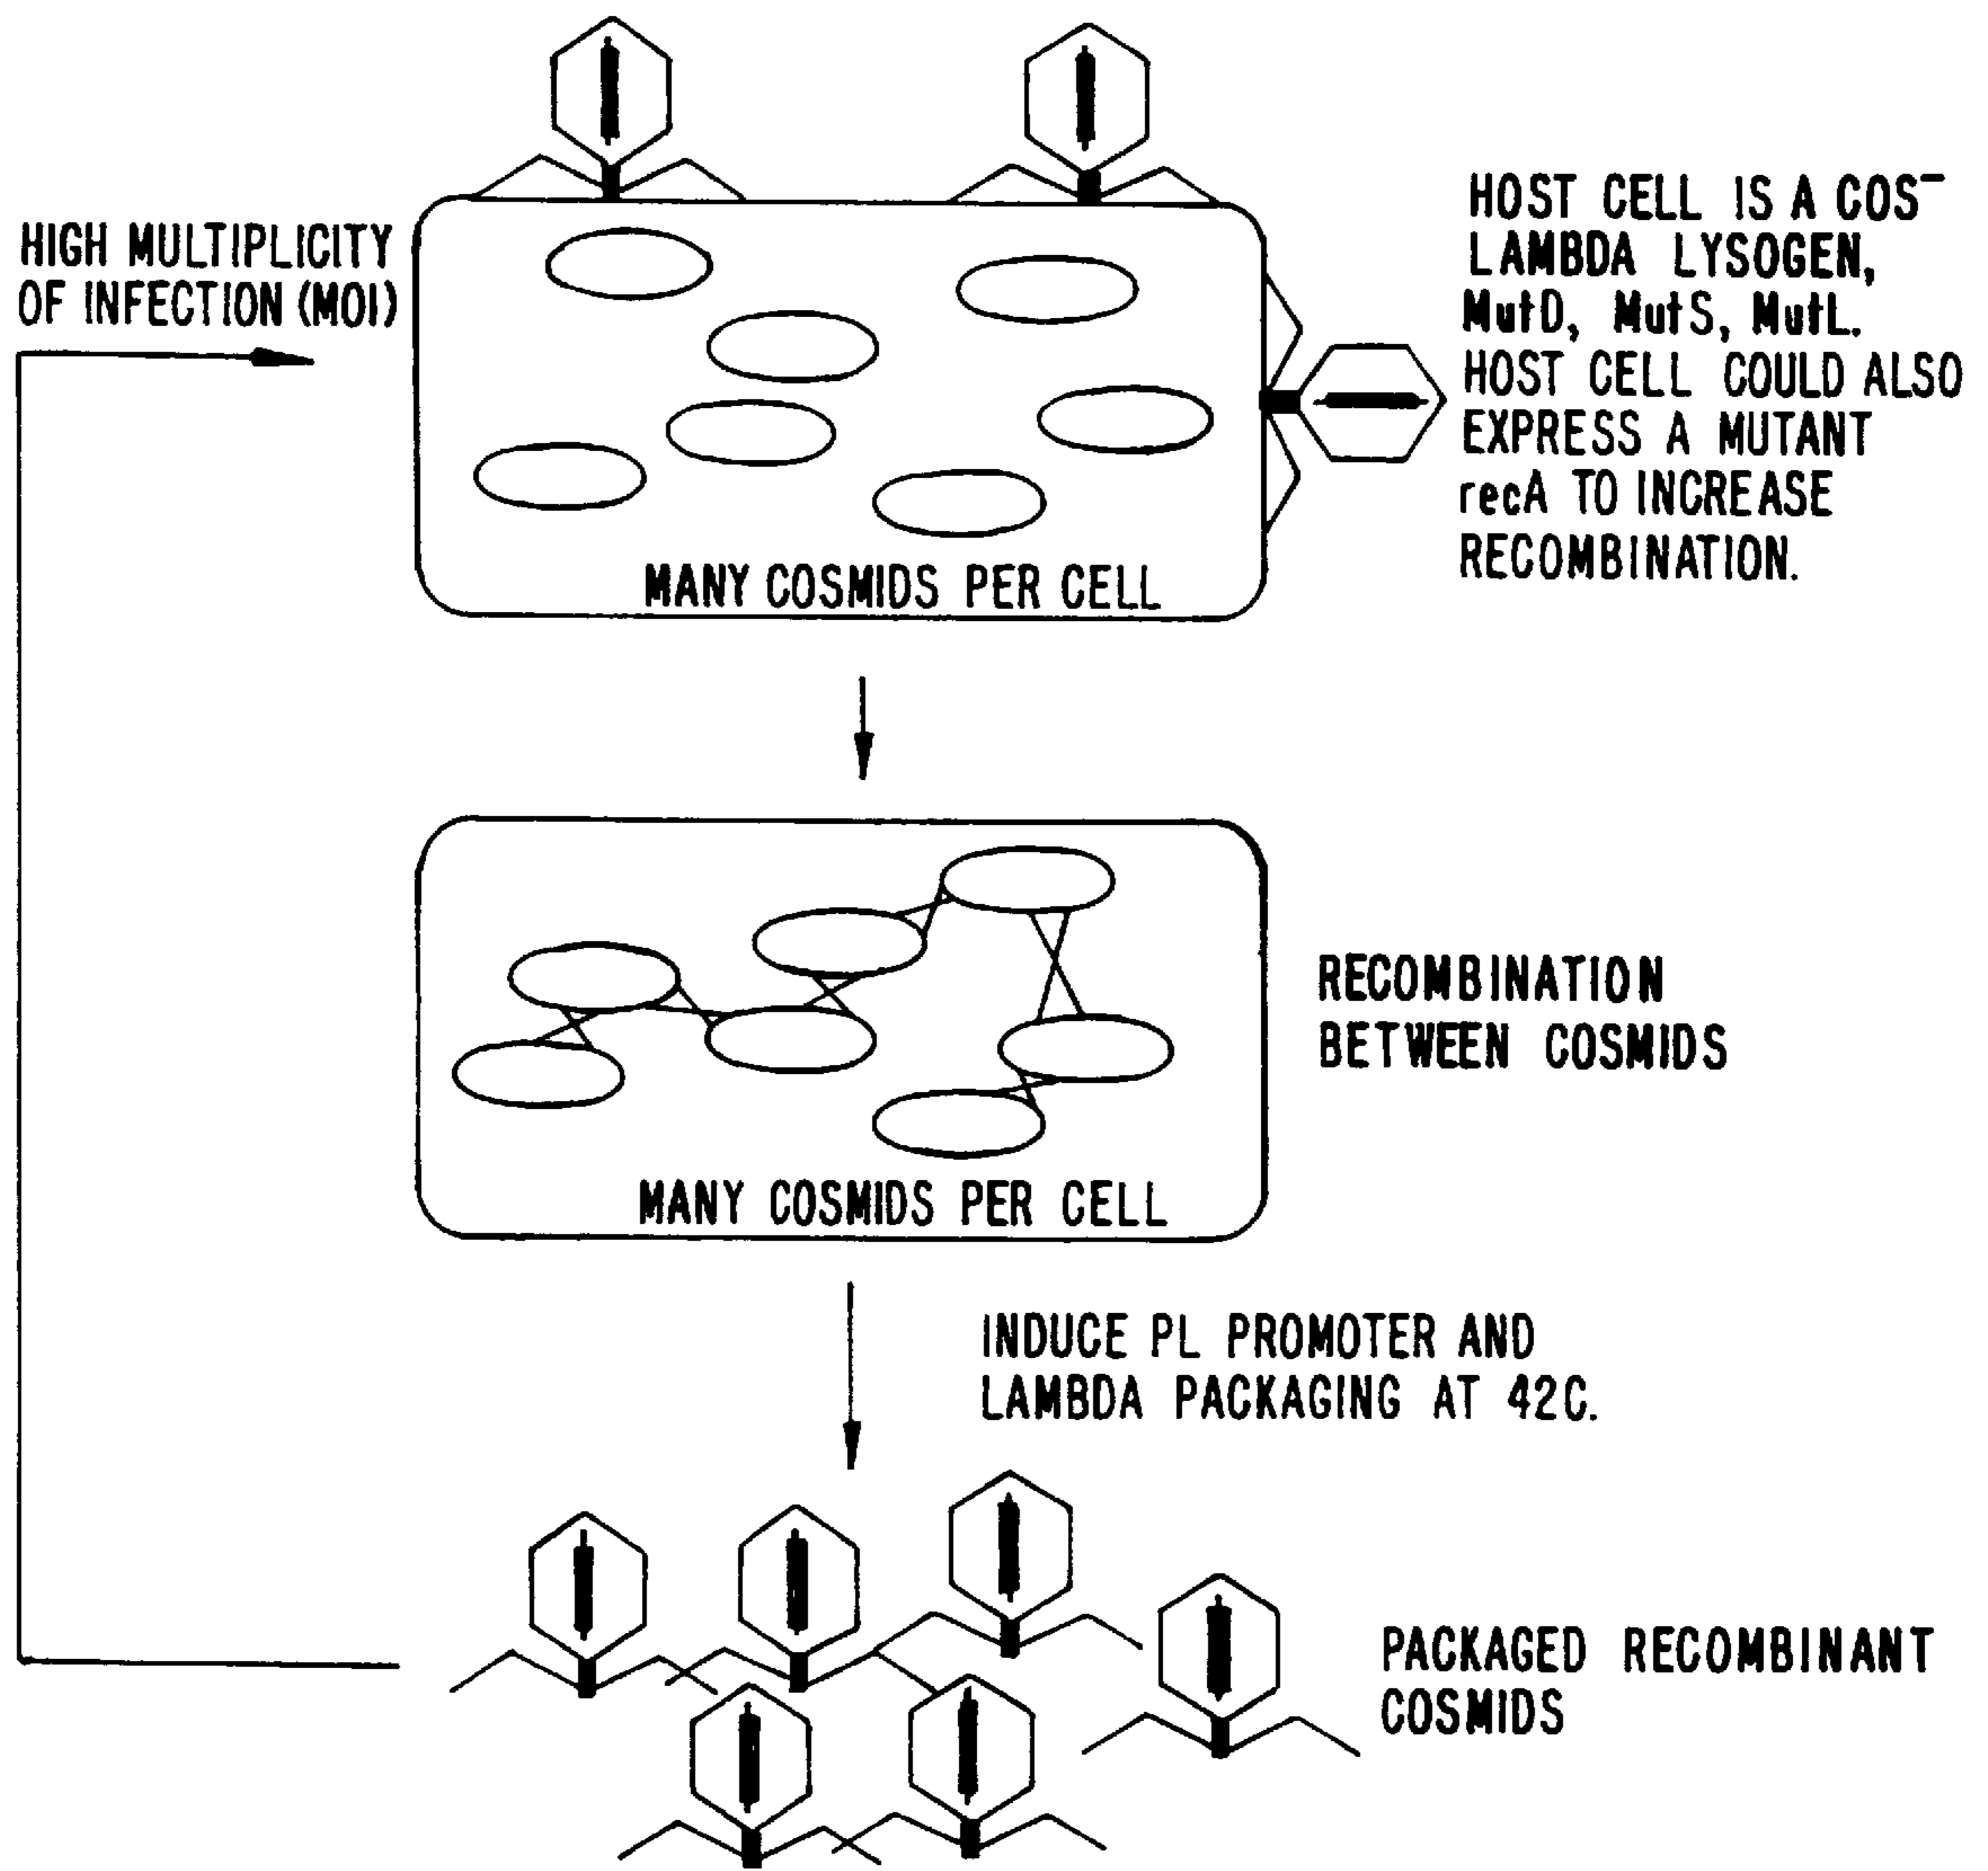 HIGH MULTIPLICITY
OF INFECTION (MOI)
HOST CELL IS A COS⁻
LAMBDA LYSOGEN,
MutD, MutS, MutL.
HOST CELL COULD ALSO
EXPRESS A MUTANT
recA TO INCREASE
RECOMBINATION.
MANY COSMIDS PER CELL
RECOMBINATION
BETWEEN COSMIDS
MANY COSMIDS PER CELL
INDUCE PL PROMOTER AND
LAMBDA PACKAGING AT 42C.
PACKAGED RECOMBINANT
COSMIDS